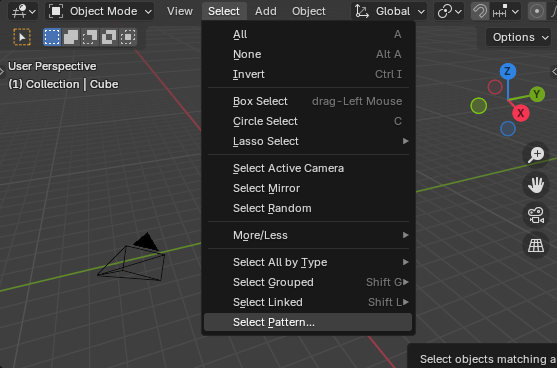 Object Mode View Select Add Object Global
Options
User Perspective
(1) Collection | Cube
All A
None Alt A
Invert Ctrl I
Box Select drag-Left Mouse
Circle Select C
Lasso Select
Select Active Camera
Select Mirror
Select Random
More/Less
Select All by Type
Select Grouped Shift G
Select Linked Shift L
Select Pattern...
Z
Y
X
Select objects matching a